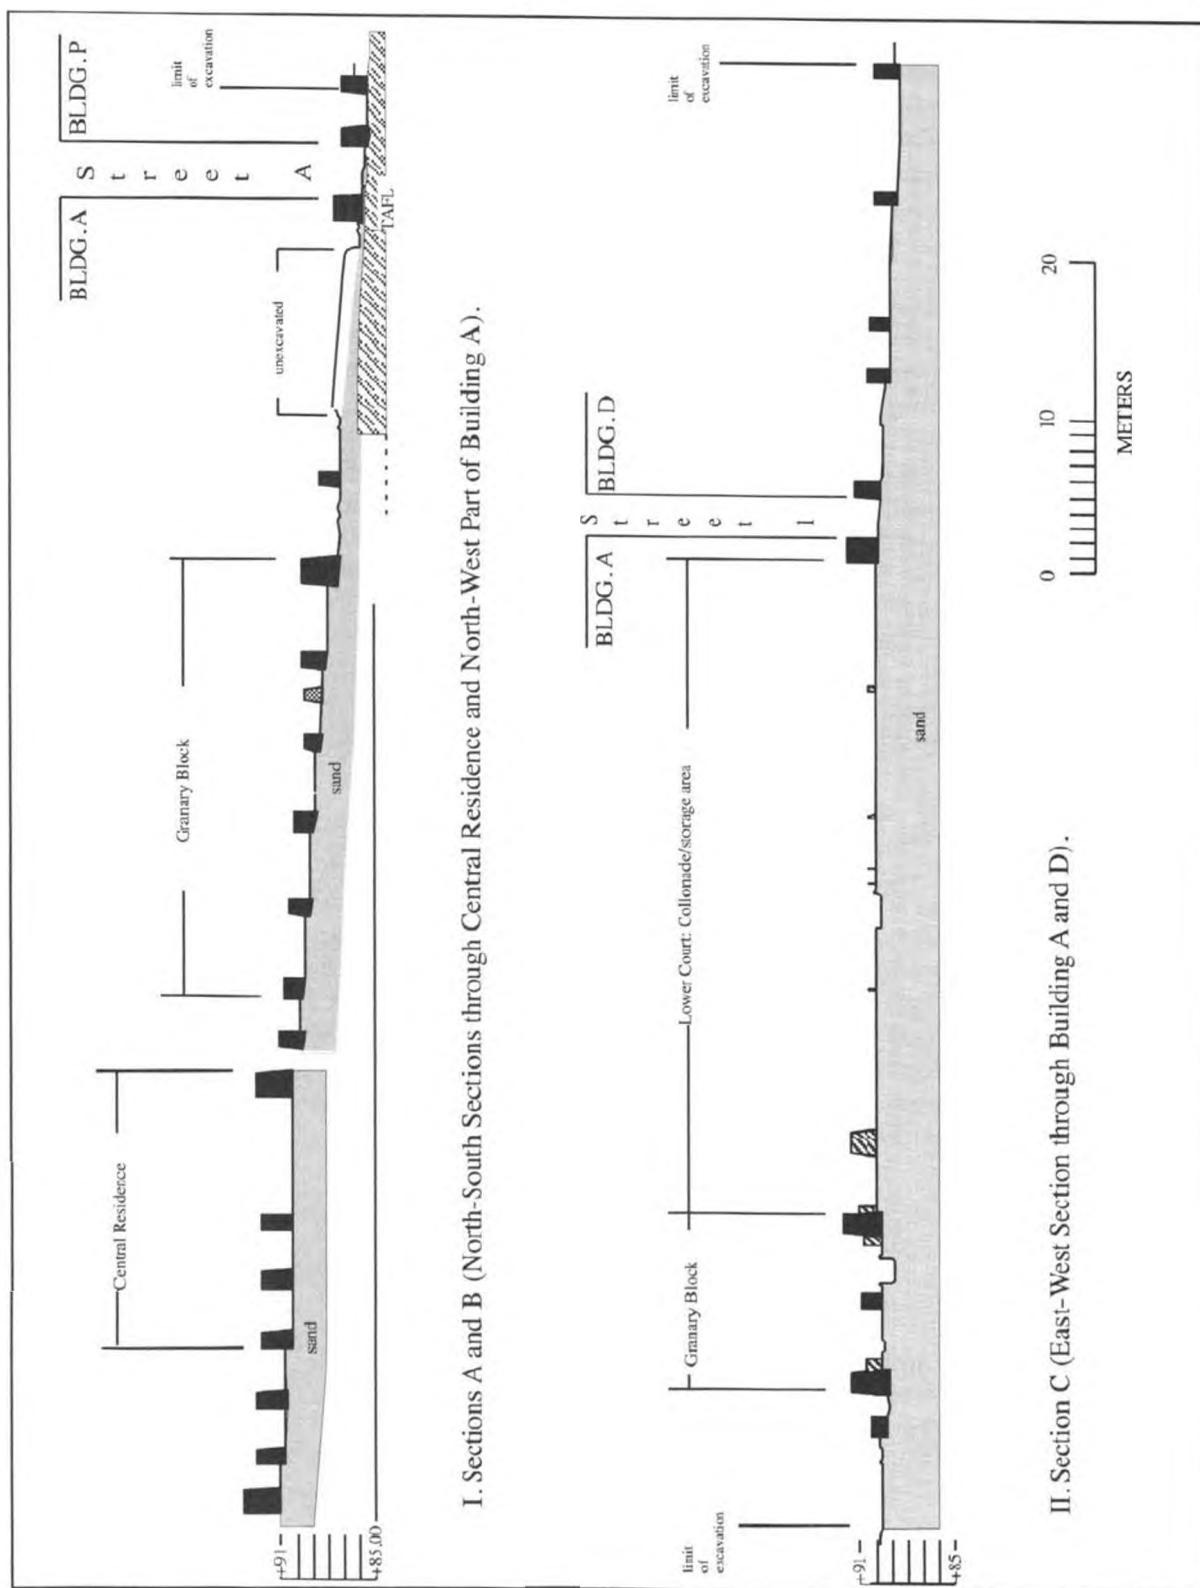 BLDG.A
Street A
BLDG.P
limit
of
excavation
unexcavated
TAFL
Granary Block
sand
Central Residence
sand
+91
+85.00
I. Sections A and B (North-South Sections through Central Residence and North-West Part of Building A).
limit
of
excavation
BLDG.A
Street 1
BLDG.D
Lower Court: Collonade/storage area
Granary Block
sand
limit
of
excavation
+91
+85
0 10 20
METERS
II. Section C (East-West Section through Building A and D).